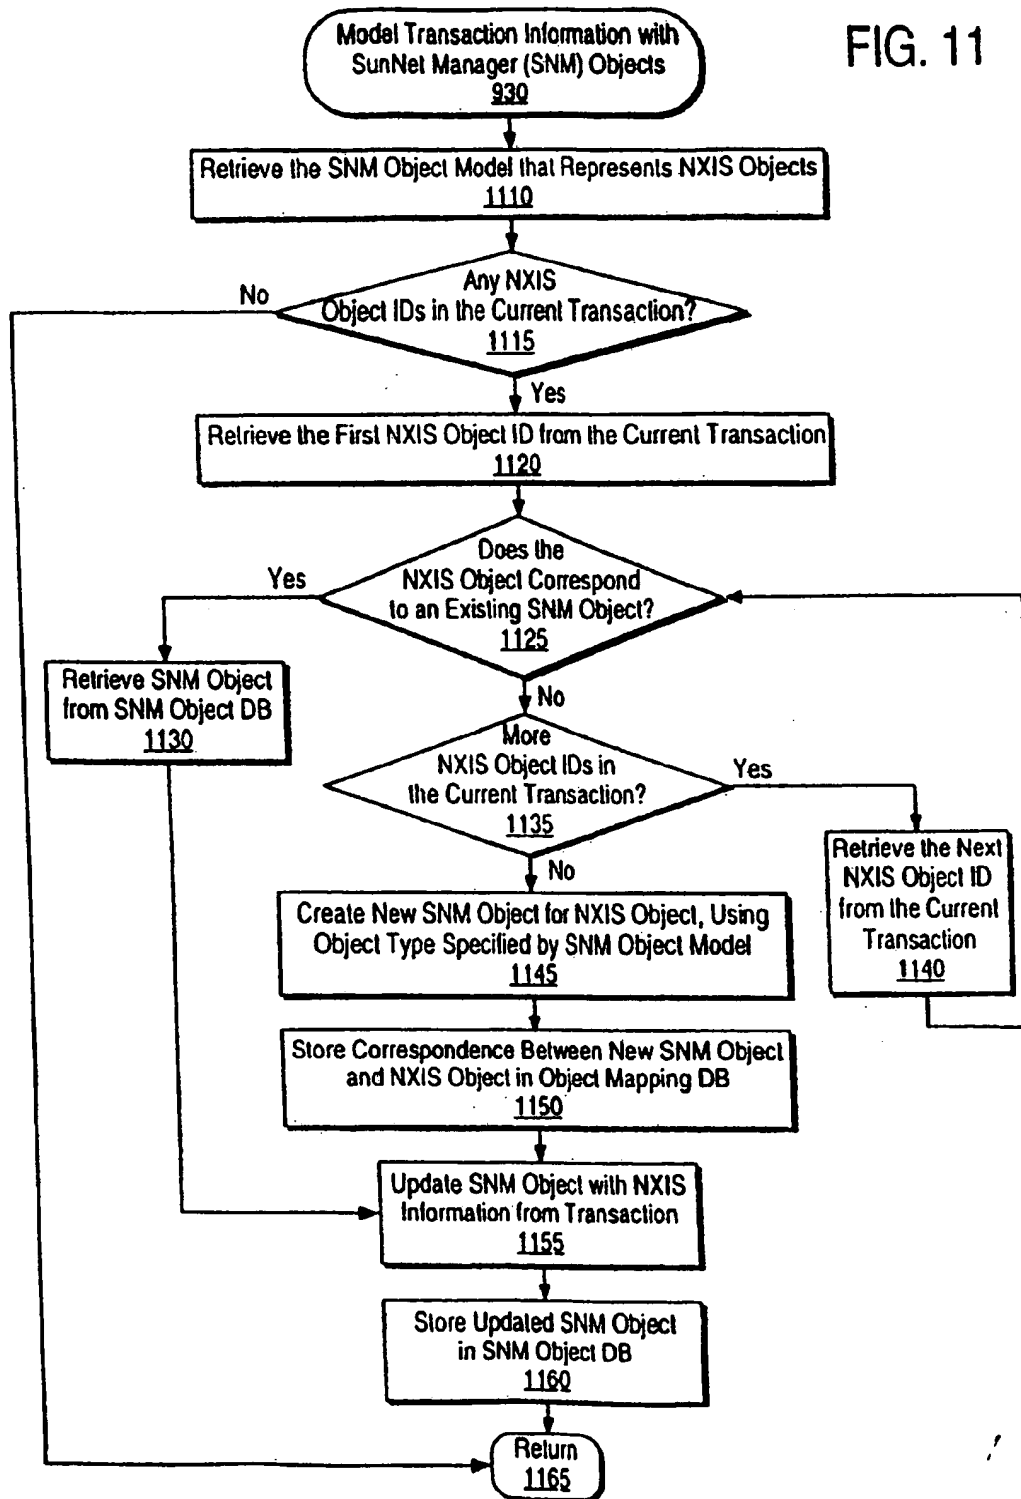 FIG. 11
Model Transaction Information with
SunNet Manager (SNM) Objects
930
Retrieve the SNM Object Model that Represents NXIS Objects
1110
Any NXIS
Object IDs in the Current Transaction?
1115
No
Yes
Retrieve the First NXIS Object ID from the Current Transaction
1120
Does the
NXIS Object Correspond
to an Existing SNM Object?
1125
Yes
No
Retrieve SNM Object
from SNM Object DB
1130
More
NXIS Object IDs in
the Current Transaction?
1135
Yes
No
Retrieve the Next
NXIS Object ID
from the Current
Transaction
1140
Create New SNM Object for NXIS Object, Using
Object Type Specified by SNM Object Model
1145
Store Correspondence Between New SNM Object
and NXIS Object in Object Mapping DB
1150
Update SNM Object with NXIS
Information from Transaction
1155
Store Updated SNM Object
in SNM Object DB
1160
Return
1165